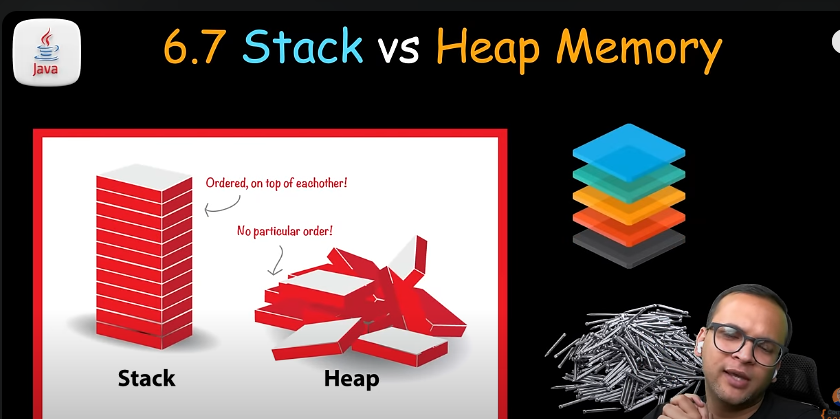 6.7 Stack vs Heap Memory
Java
Ordered, on top of eachother!
No particular order!
Stack
Heap